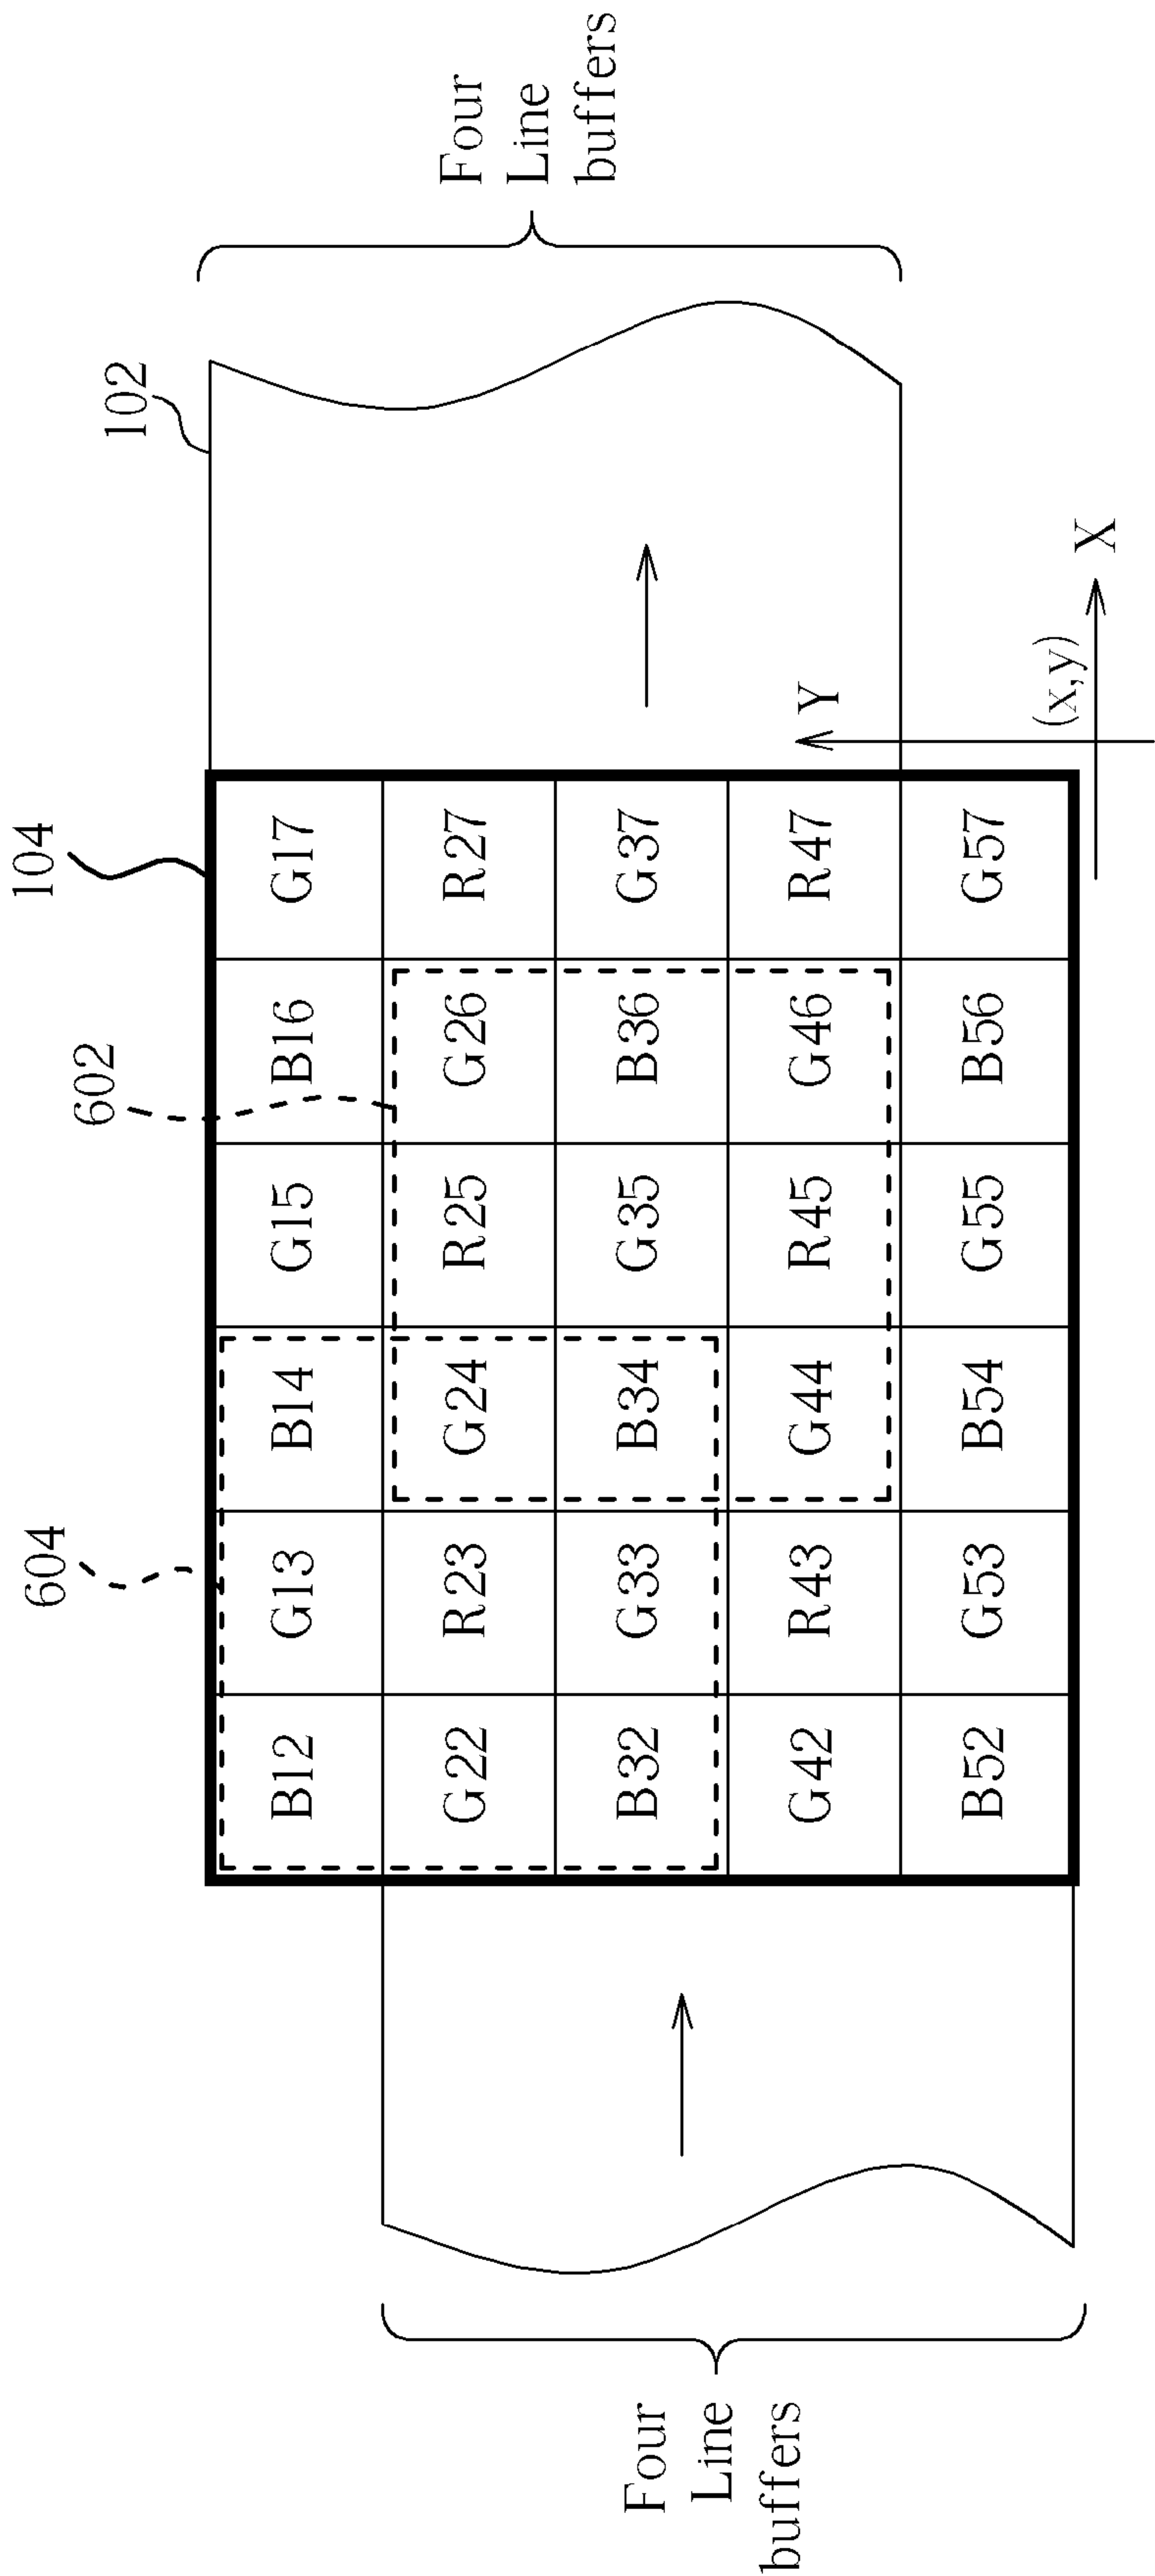 604
602
104
102
B12 G13 B14 G15 B16 G17
G22 R23 G24 R25 G26 R27
B32 G33 B34 G35 B36 G37
G42 R43 G44 R45 G46 R47
B52 G53 B54 G55 B56 G57
Four
Line
buffers
Four
Line
buffers
Y
(x,y)
X